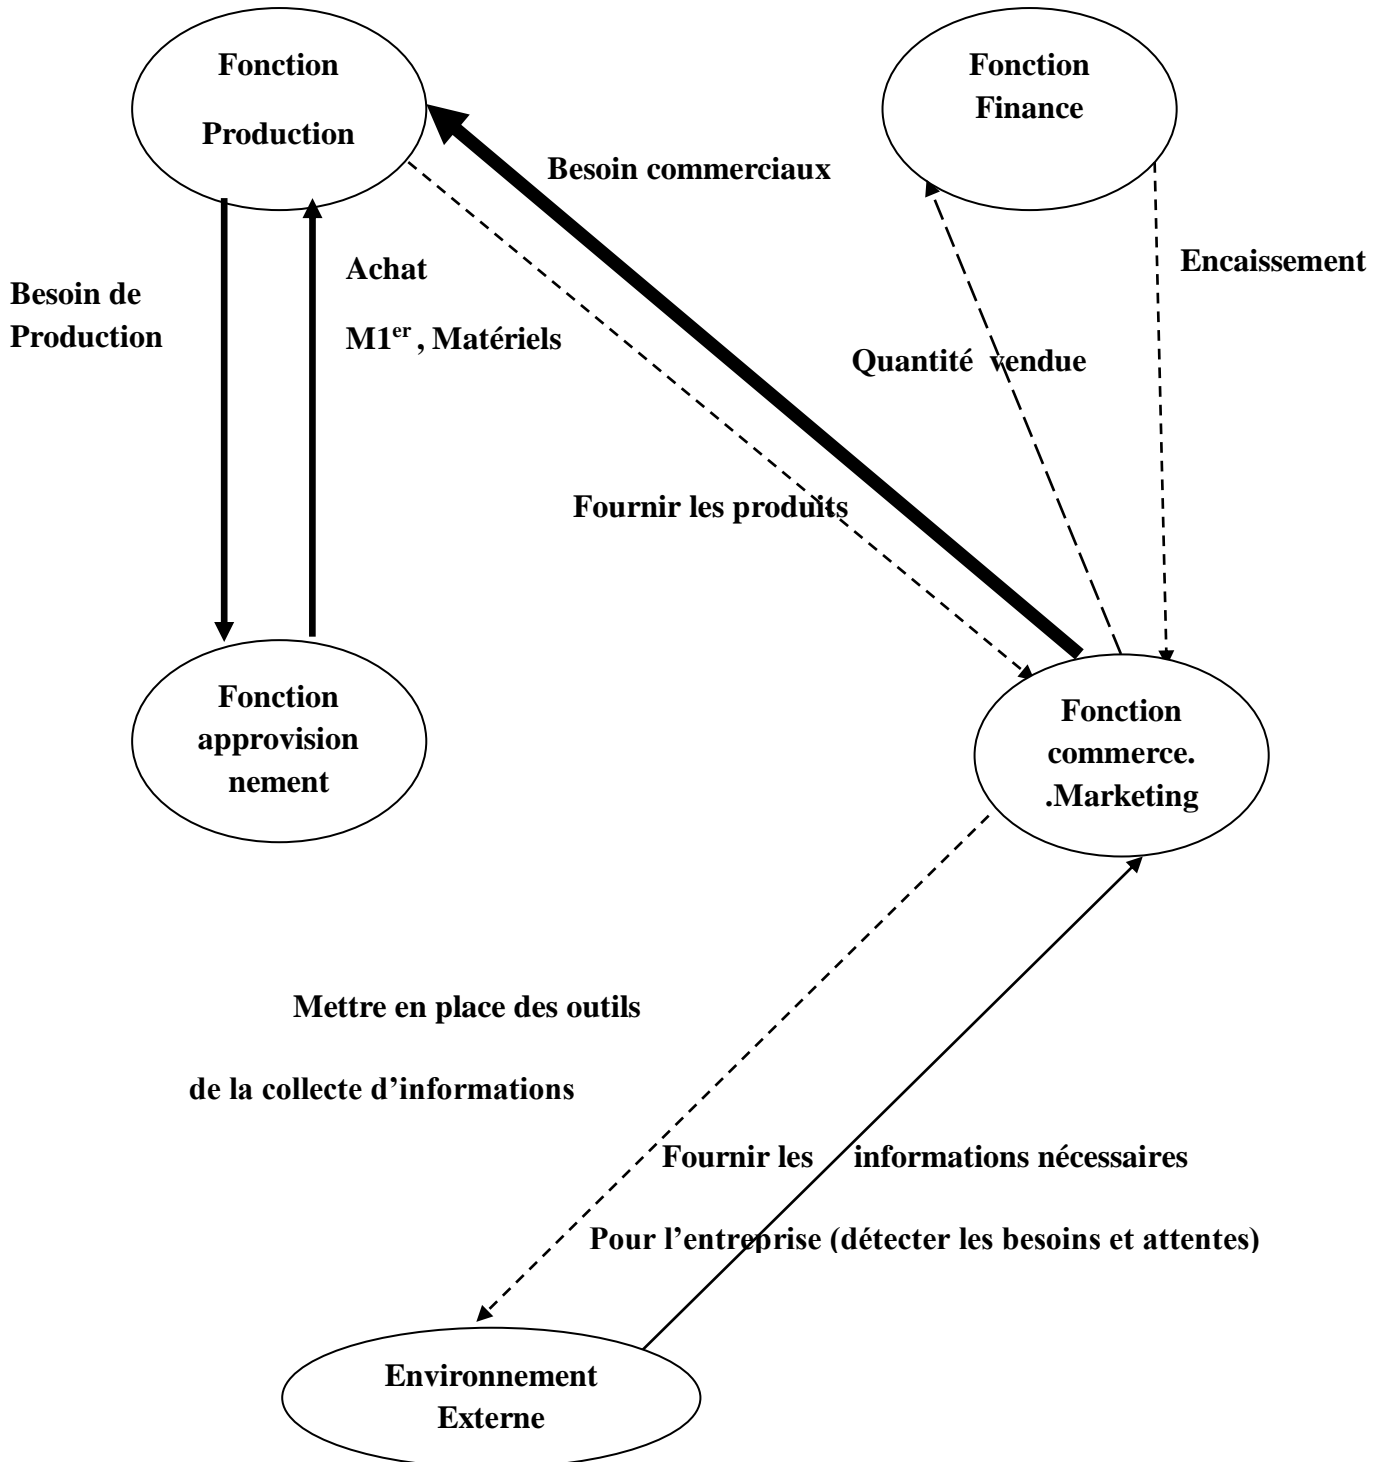 Fonction
Production
Fonction
Finance
Besoin commerciaux
Encaissement
Achat
Besoin de
Production
M1er , Matériels
Quantité vendue
Fournir les produits
Fonction
approvision
nement
Fonction
commerce.
.Marketing
Mettre en place des outils
de la collecte d’informations
Fournir les informations nécessaires
Pour l’entreprise (détecter les besoins et attentes)
Environnement
Externe